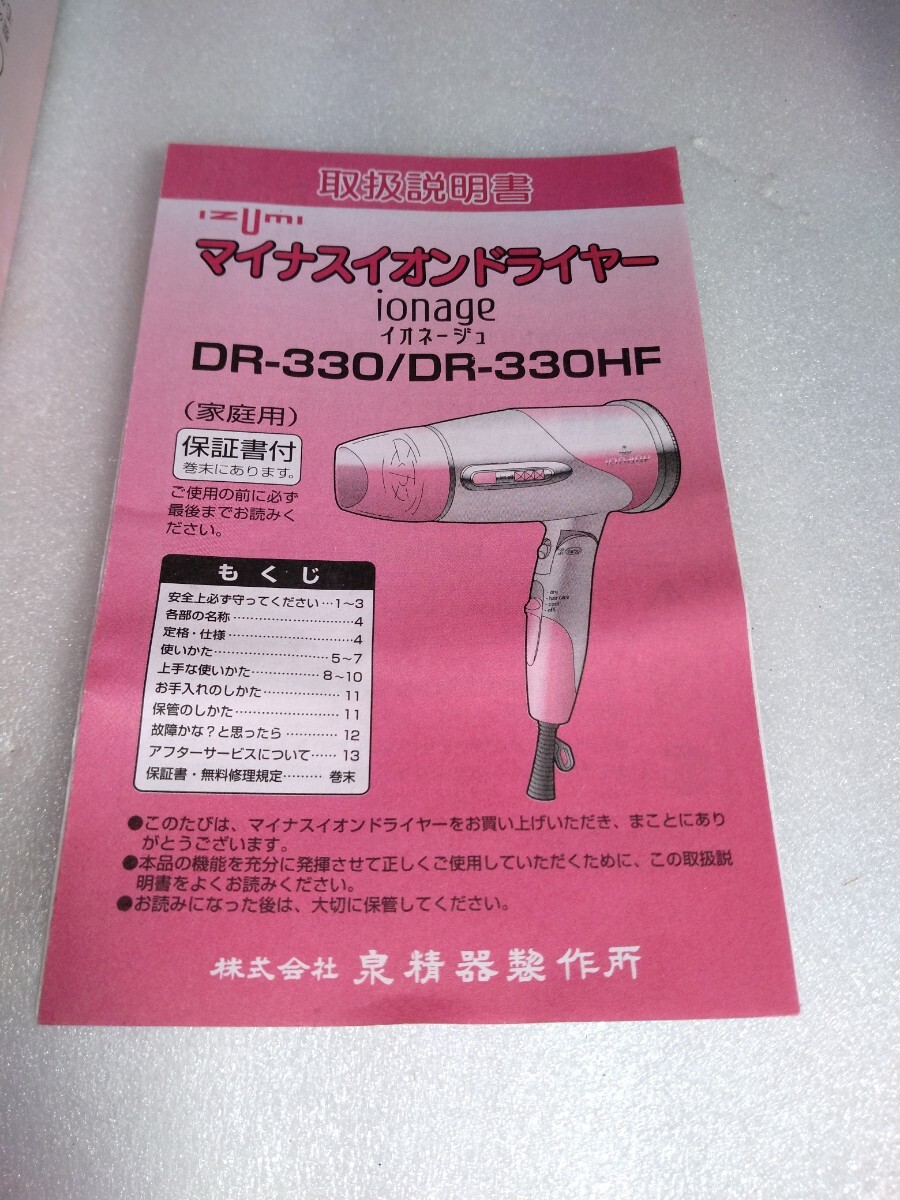 取扱説明書
IZUMI
マイナスイオンドライヤー
ionage
イオネージュ
DR-330/DR-330HF
(家庭用)
保証書付
巻末にあります。
ご使用の前に必ず
最後までお読みく
ださい。
もくじ
安全上必ず守ってください…1〜3
各部の名称……………………4
定格・仕様……………………4
使いかた…………………5〜7
上手な使いかた……………8〜10
お手入れのしかた……………11
保管のしかた…………………11
故障かな?と思ったら…………12
アフターサービスについて……13
保証書・無料修理規定………巻末
●このたびは、マイナスイオンドライヤーをお買い上げいただき、まことにあり
がとうございます。
●本品の機能を充分に発揮させて正しくご使用していただくために、この取扱説
明書をよくお読みください。
●お読みになった後は、大切に保管してください。
株式会社 泉精器製作所